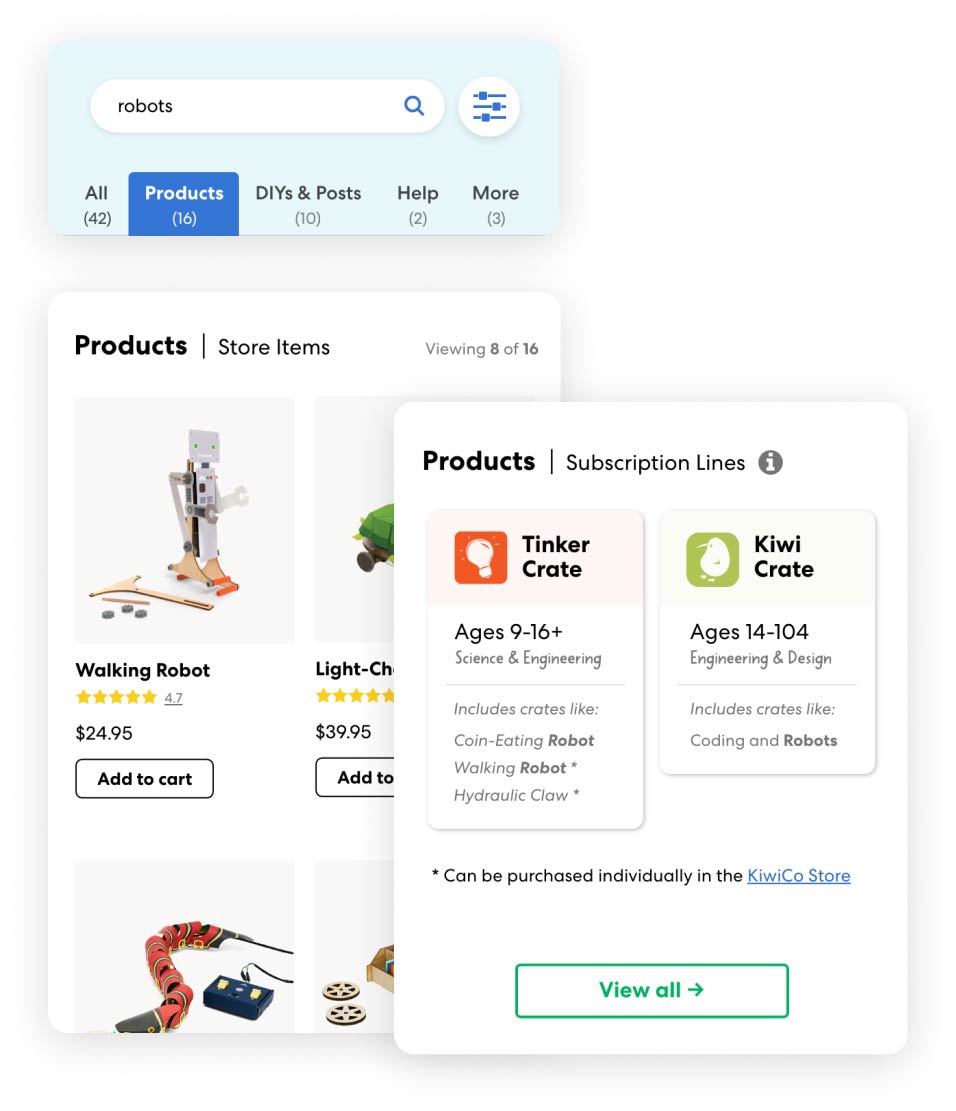 robots
All
(42)
Products
(16)
DIYs & Posts
(10)
Help
(2)
More
(3)
Products | Store Items
Viewing 8 of 16
Walking Robot
4.7
$24.95
Add to cart
Light-Ch
$39.95
Add to
Products | Subscription Lines
Tinker
Crate
Ages 9-16+
Science & Engineering
Includes crates like:
Coin-Eating Robot
Walking Robot *
Hydraulic Claw *
Kiwi
Crate
Ages 14-104
Engineering & Design
Includes crates like:
Coding and Robots
* Can be purchased individually in the KiwiCo Store
View all →